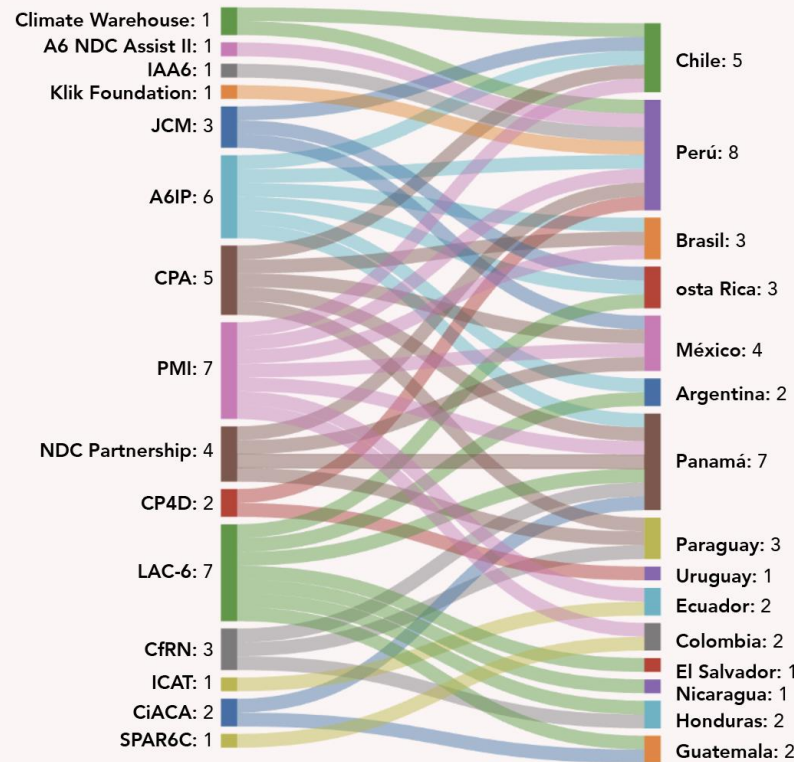 Climate Warehouse: 1
A6 NDC Assist II: 1
IAA6: 1
Klik Foundation: 1
JCM: 3
A6IP: 6
CPA: 5
PMI: 7
NDC Partnership: 4
CP4D: 2
LAC-6: 7
CfRN: 3
ICAT: 1
CiACA: 2
SPAR6C: 1
Chile: 5
Perú: 8
Brasil: 3
osta Rica: 3
México: 4
Argentina: 2
Panamá: 7
Paraguay: 3
Uruguay: 1
Ecuador: 2
Colombia: 2
El Salvador: 1
Nicaragua: 1
Honduras: 2
Guatemala: 2